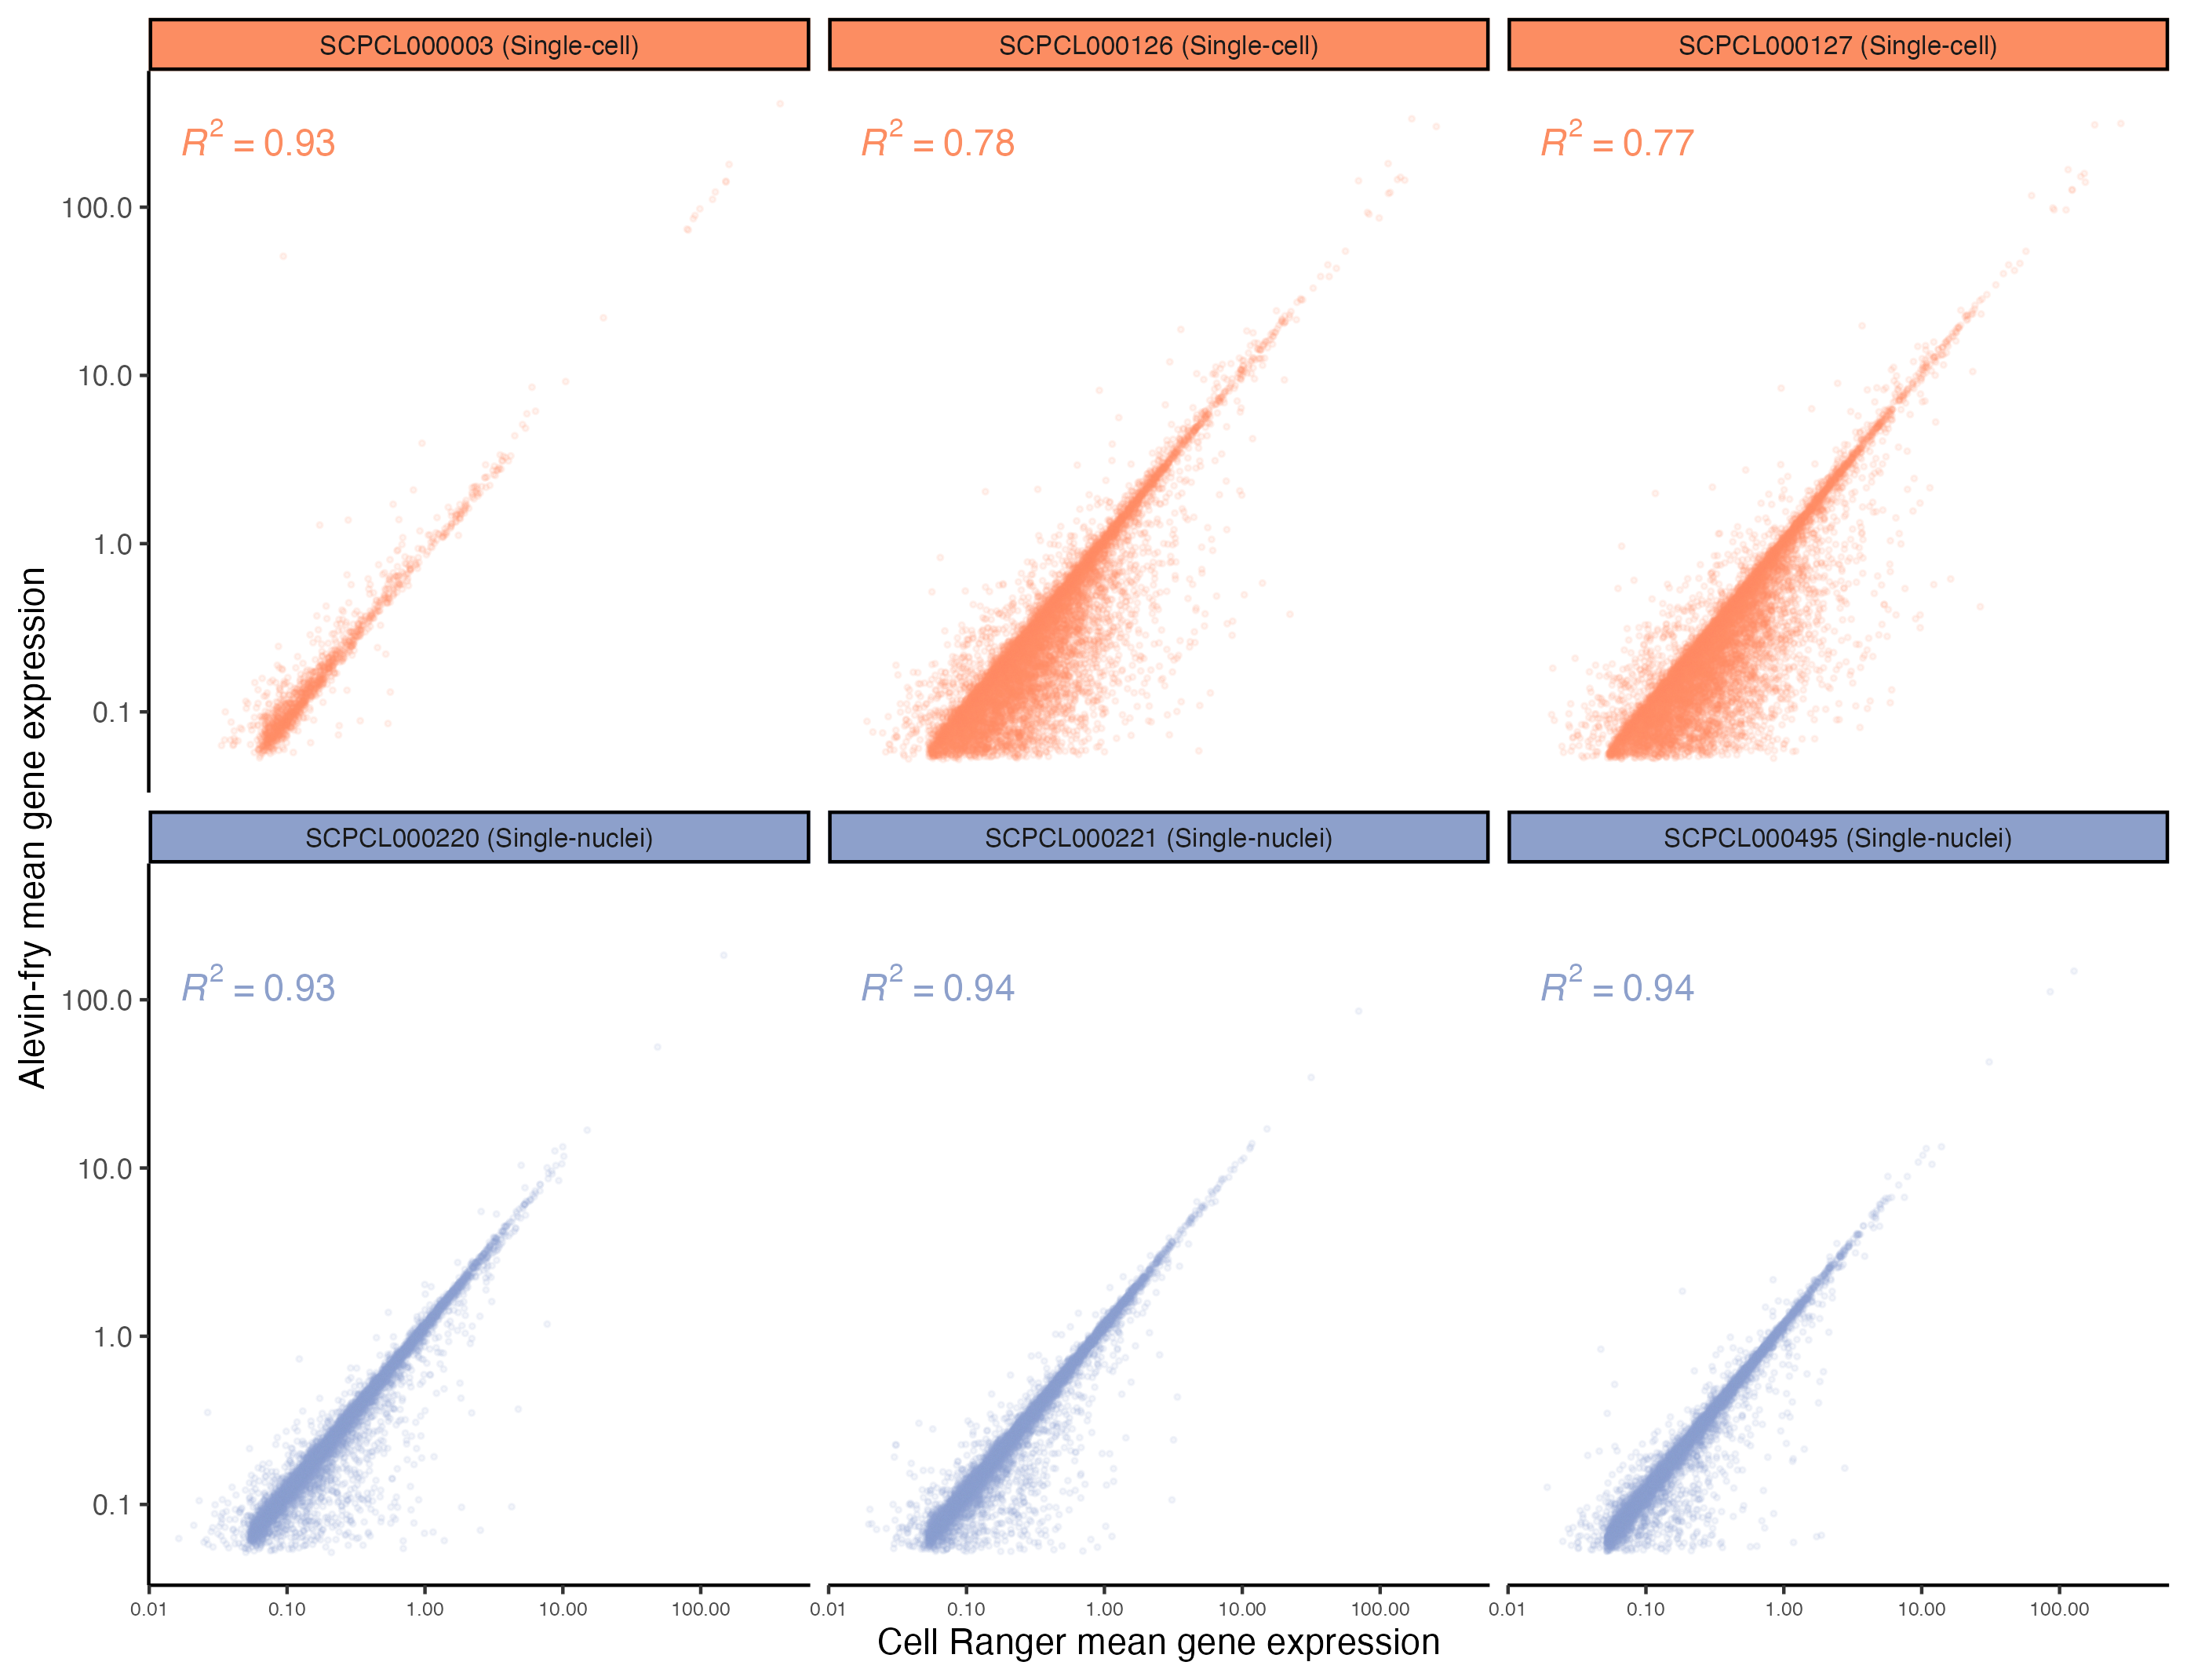 SCPCL000003 (Single-cell)
SCPCL000126 (Single-cell)
SCPCL000127 (Single-cell)
R² = 0.93
R² = 0.78
R² = 0.77
100.0
10.0
1.0
0.1
Alevin-fry mean gene expression
SCPCL000220 (Single-nuclei)
SCPCL000221 (Single-nuclei)
SCPCL000495 (Single-nuclei)
R² = 0.93
R² = 0.94
R² = 0.94
100.0
10.0
1.0
0.1
0.01 0.10 1.00 10.00 100.00
0.01 0.10 1.00 10.00 100.00
0.01 0.10 1.00 10.00 100.00
Cell Ranger mean gene expression